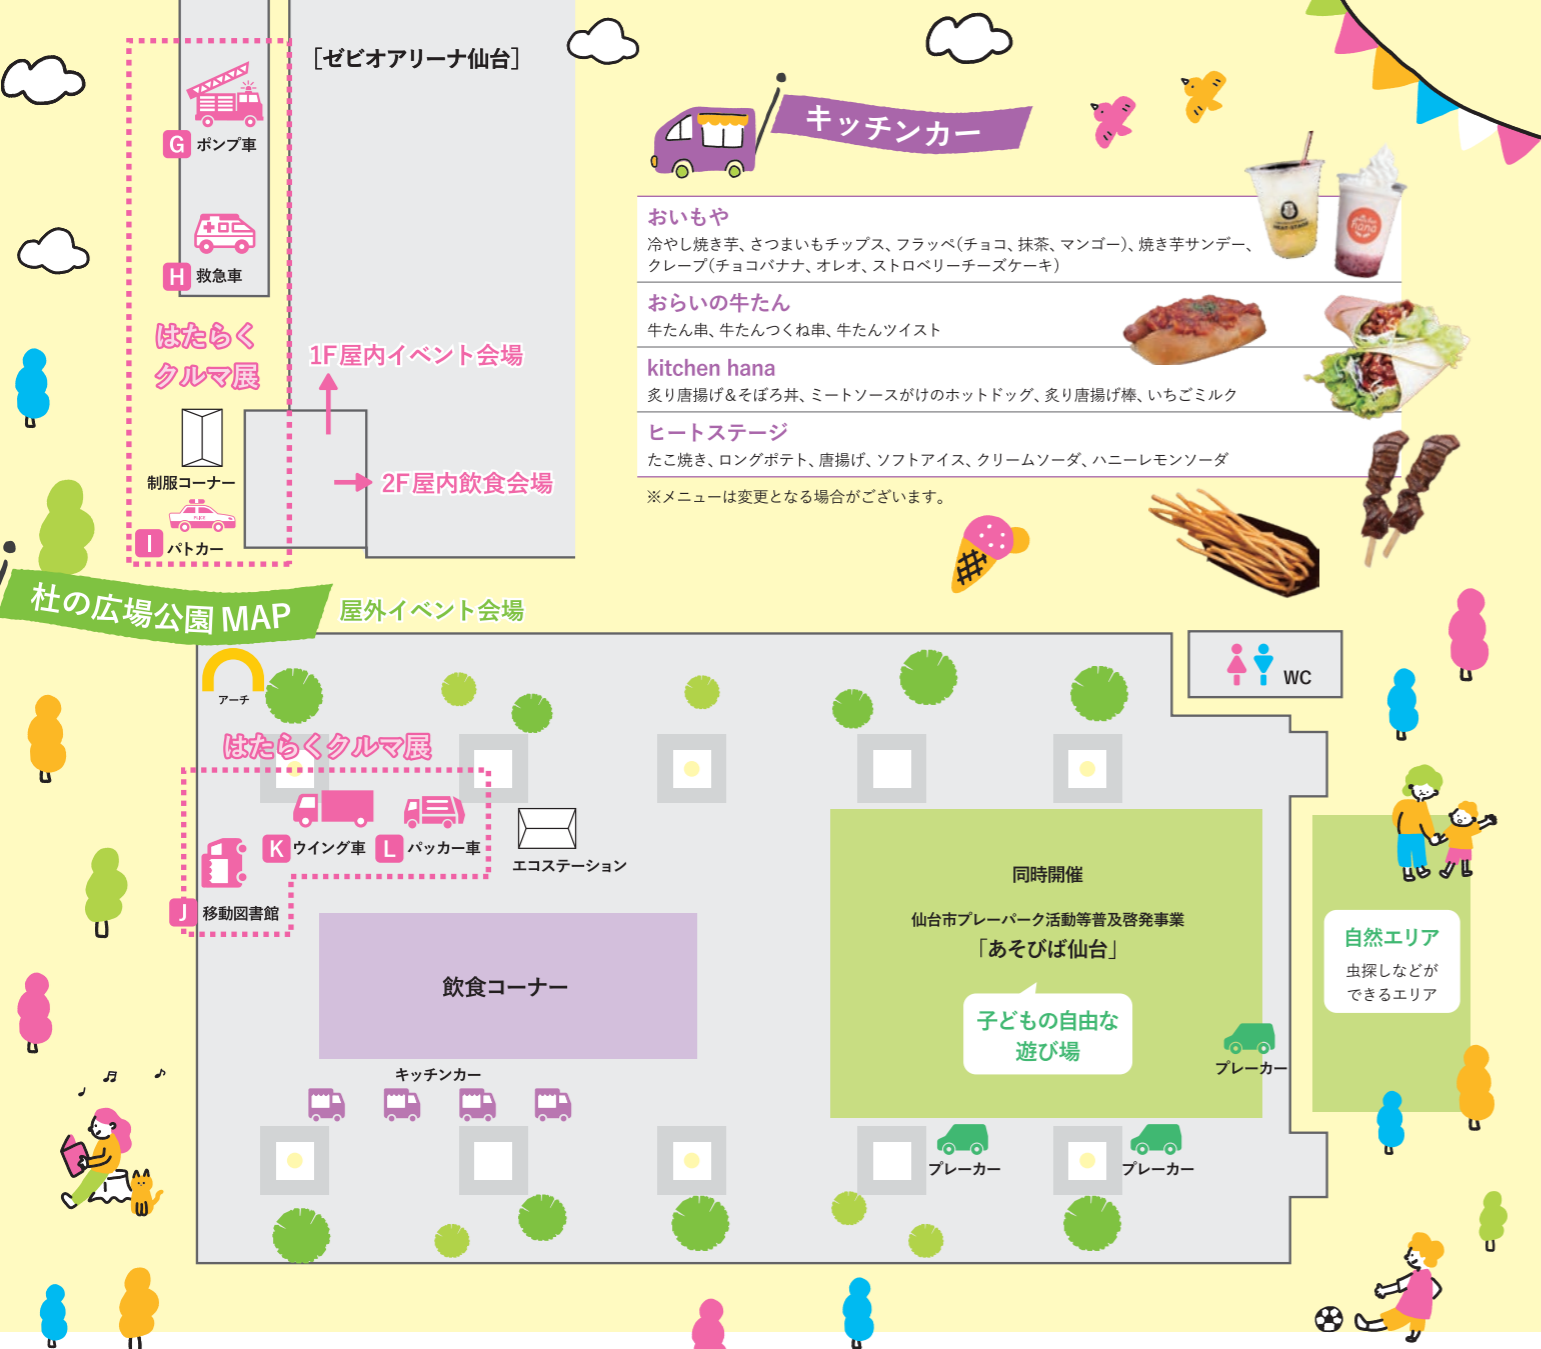 ［ゼビオアリーナ仙台］
G ポンプ車
H 救急車
はたらく
クルマ展
制服コーナー
I パトカー
1F屋内イベント会場
2F屋内飲食会場
キッチンカー
おいもや
冷やし焼き芋、さつまいもチップス、フラッペ（チョコ、抹茶、マンゴー）、焼き芋サンデー、
クレープ（チョコバナナ、オレオ、ストロベリーチーズケーキ）
おらいの牛たん
牛たん串、牛たんつくね串、牛たんツイスト
kitchen hana
炙り唐揚げ＆そぼろ丼、ミートソースがけのホットドッグ、炙り唐揚げ棒、いちごミルク
ヒートステージ
たこ焼き、ロングポテト、唐揚げ、ソフトアイス、クリームソーダ、ハニーレモンソーダ
※メニューは変更となる場合がございます。
hana
杜の広場公園 MAP
屋外イベント会場
アーチ
WC
はたらくクルマ展
K ウイング車
L パッカー車
J 移動図書館
エコステーション
飲食コーナー
キッチンカー
同時開催
仙台市プレーパーク活動等普及啓発事業
「あそびば仙台」
子どもの自由な
遊び場
プレーカー
プレーカー
プレーカー
自然エリア
虫探しなどが
できるエリア